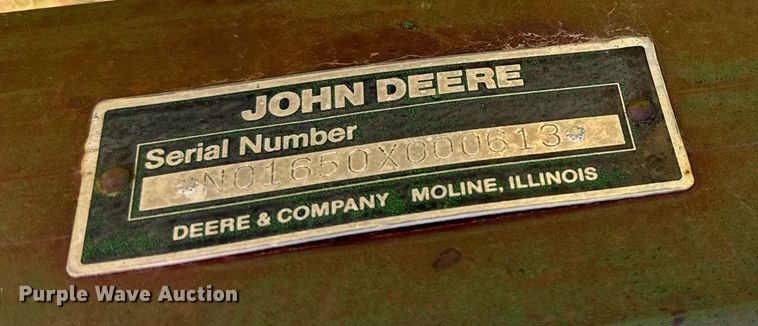 JOHN DEERE
Serial Number
*N01650X000613*
DEERE & COMPANY MOLINE, ILLINOIS
Purple Wave Auction